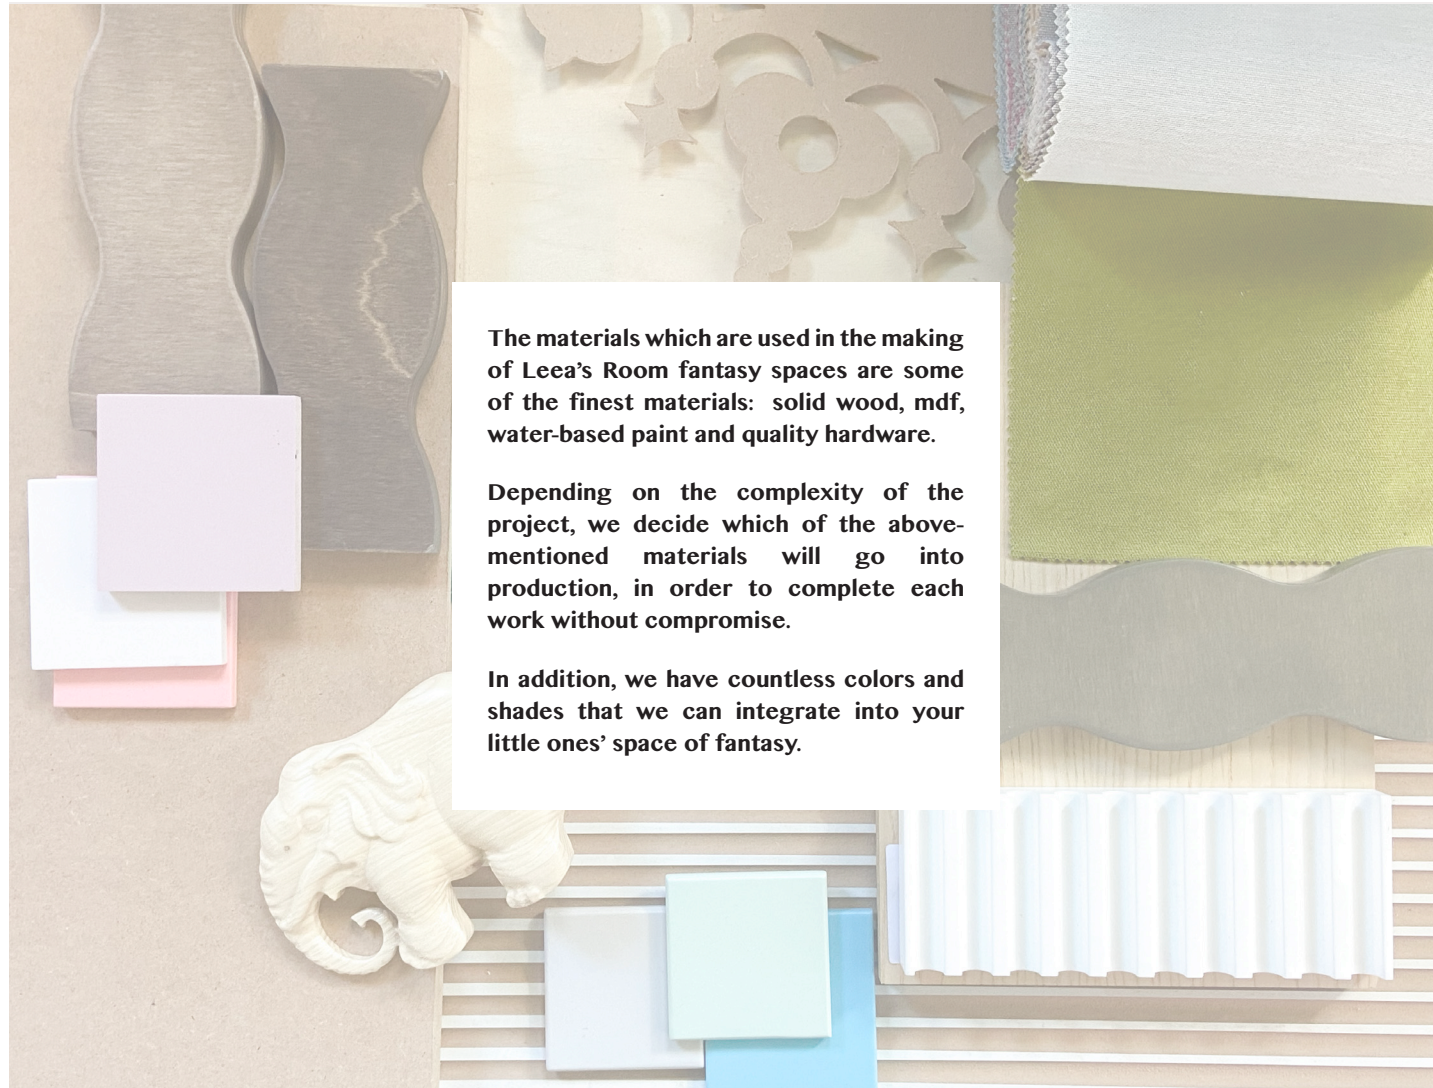 The materials which are used in the making
of Leea’s Room fantasy spaces are some
of the finest materials:  solid wood, mdf,
water-based paint and quality hardware.
Depending on the complexity of the
project, we decide which of the above-
mentioned materials will go into
production, in order to complete each
work without compromise.
In addition, we have countless colors and
shades that we can integrate into your
little ones’ space of fantasy.